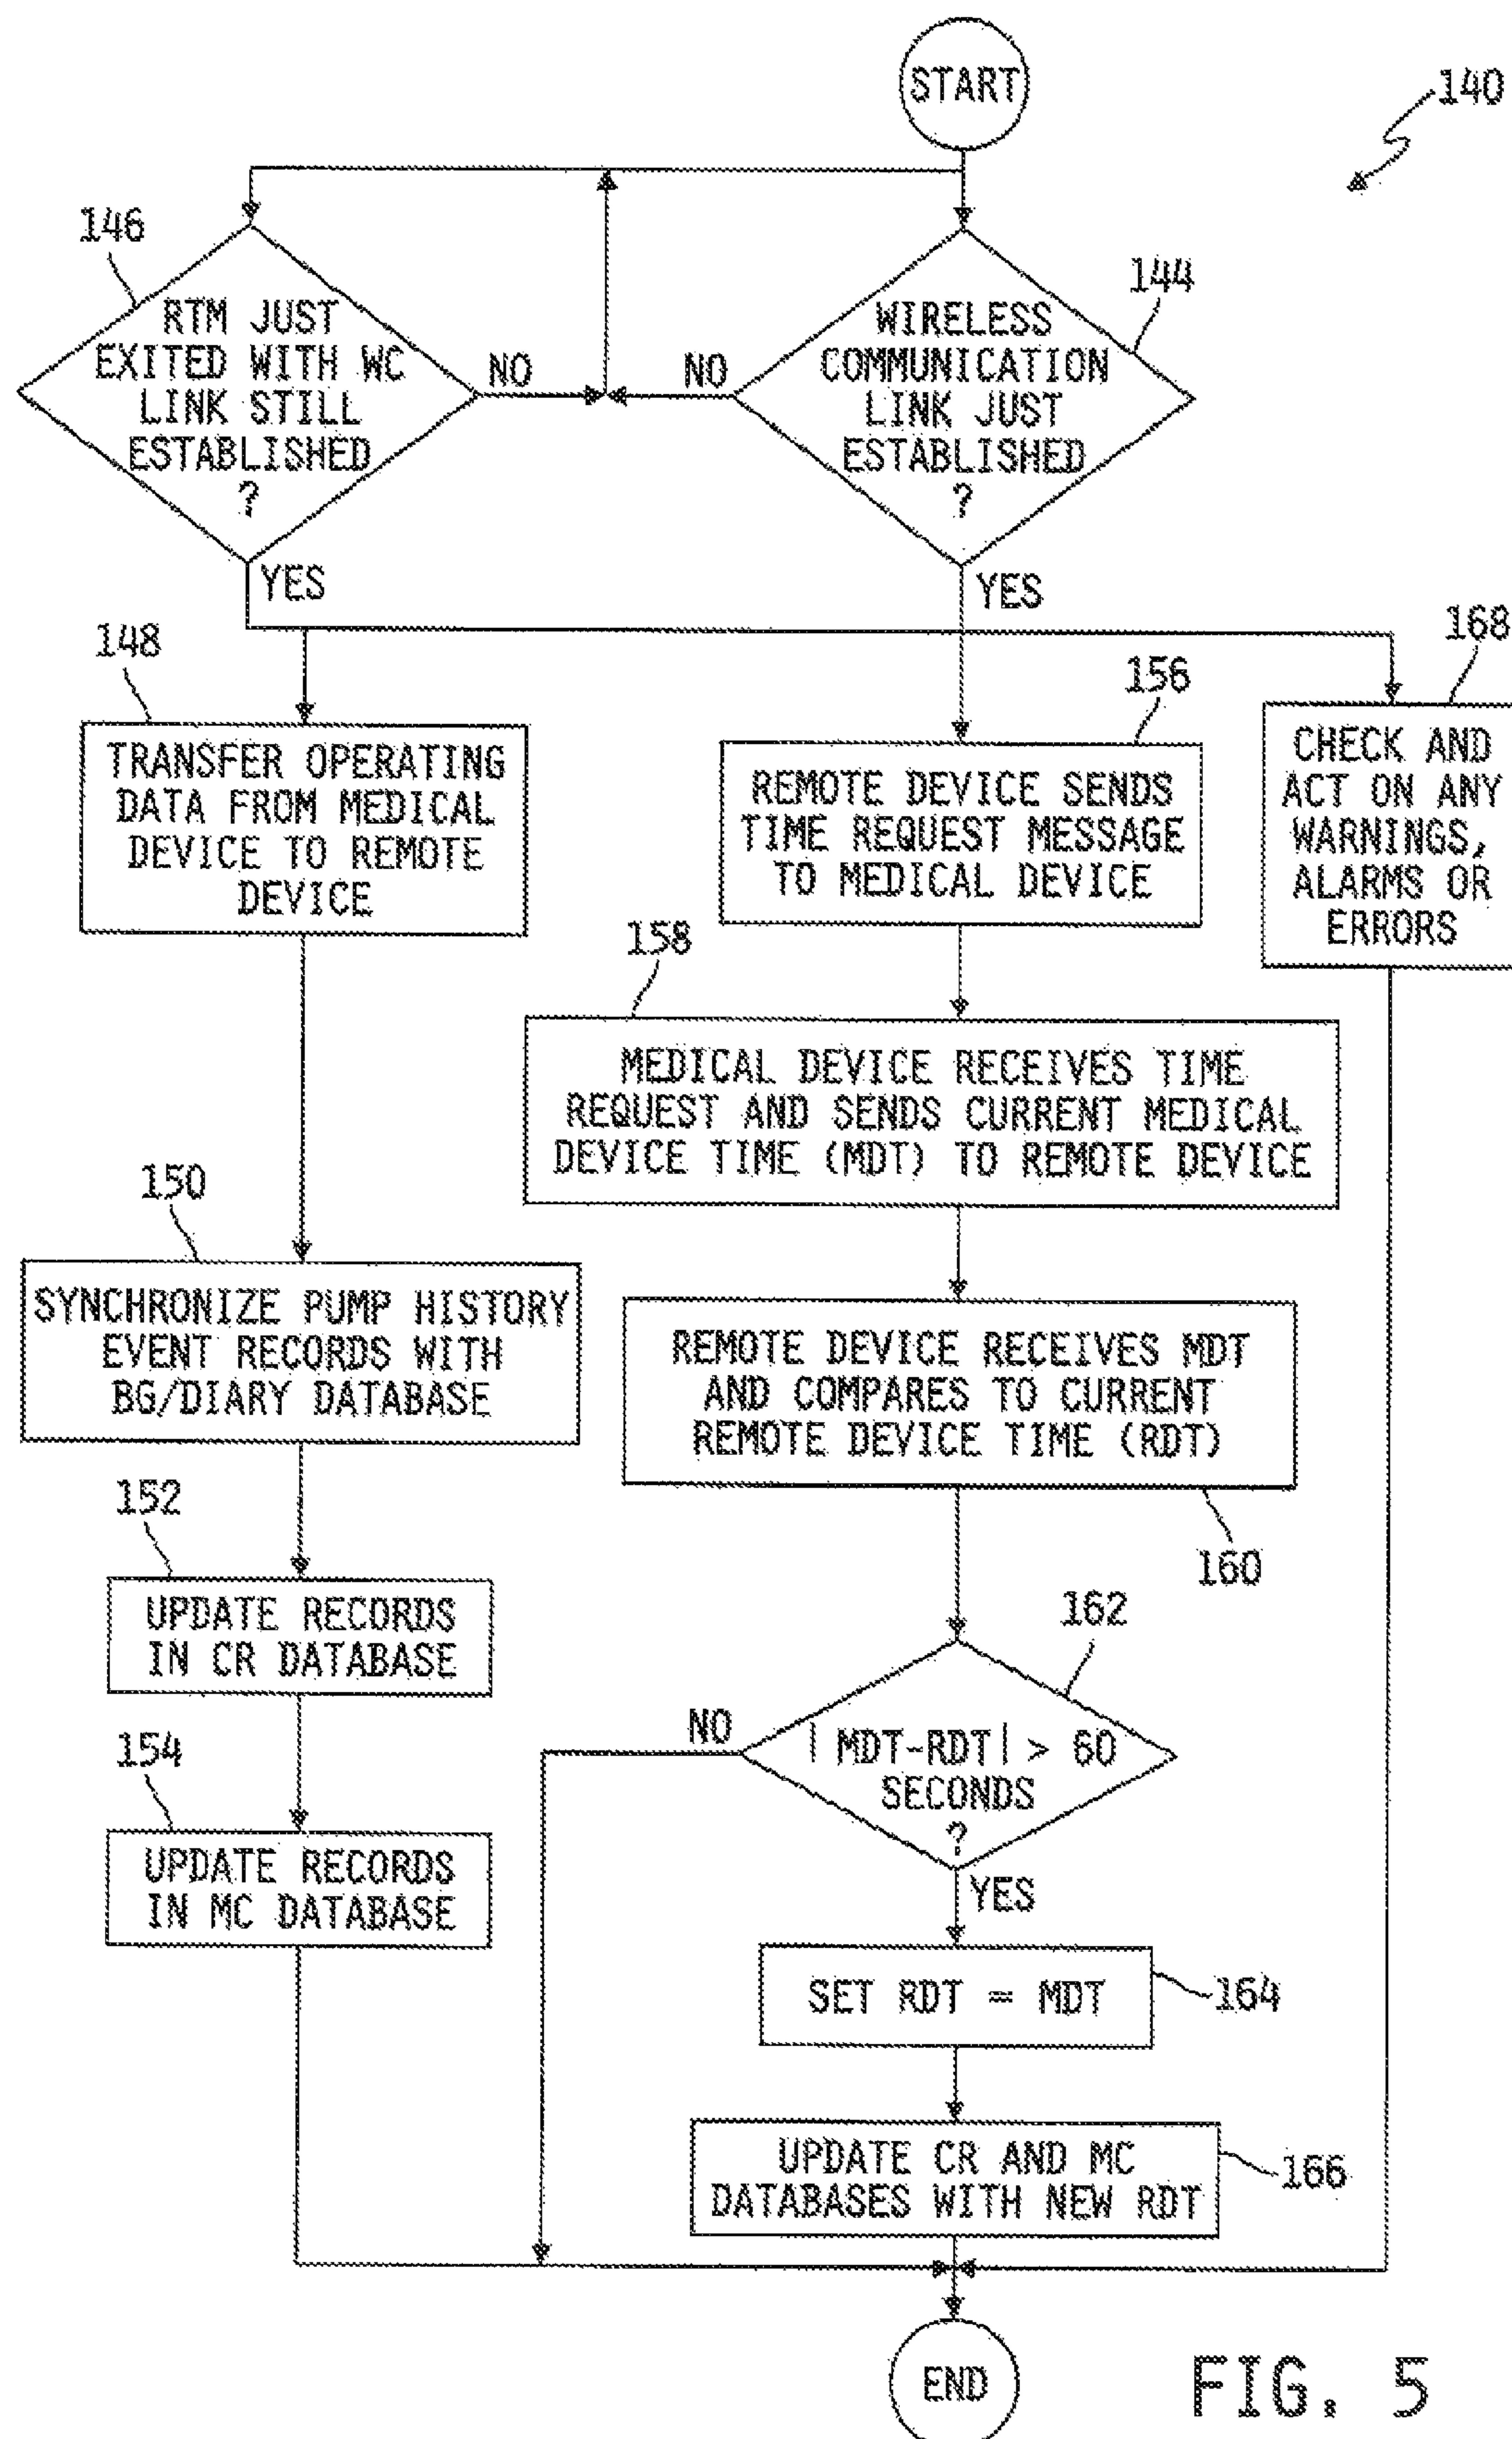 START
140
146
RTM JUST
EXITED WITH WC
LINK STILL
ESTABLISHED
?
NO
NO
144
WIRELESS
COMMUNICATION
LINK JUST
ESTABLISHED
?
YES
YES
148
TRANSFER OPERATING
DATA FROM MEDICAL
DEVICE TO REMOTE
DEVICE
156
REMOTE DEVICE SENDS
TIME REQUEST MESSAGE
TO MEDICAL DEVICE
168
CHECK AND
ACT ON ANY
WARNINGS,
ALARMS OR
ERRORS
158
MEDICAL DEVICE RECEIVES TIME
REQUEST AND SENDS CURRENT MEDICAL
DEVICE TIME (MDT) TO REMOTE DEVICE
150
SYNCHRONIZE PUMP HISTORY
EVENT RECORDS WITH
BG/DIARY DATABASE
REMOTE DEVICE RECEIVES MDT
AND COMPARES TO CURRENT
REMOTE DEVICE TIME (RDT)
160
152
UPDATE RECORDS
IN CR DATABASE
162
NO
| MDT-RDT| > 60
SECONDS
?
YES
154
UPDATE RECORDS
IN MC DATABASE
SET RDT = MDT
164
UPDATE CR AND MC
DATABASES WITH NEW RDT
166
END
FIG. 5